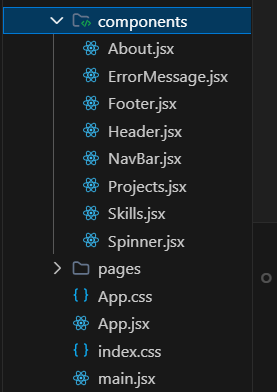 components
About.jsx
ErrorMessage.jsx
Footer.jsx
Header.jsx
NavBar.jsx
Projects.jsx
Skills.jsx
Spinner.jsx
pages
App.css
App.jsx
index.css
main.jsx